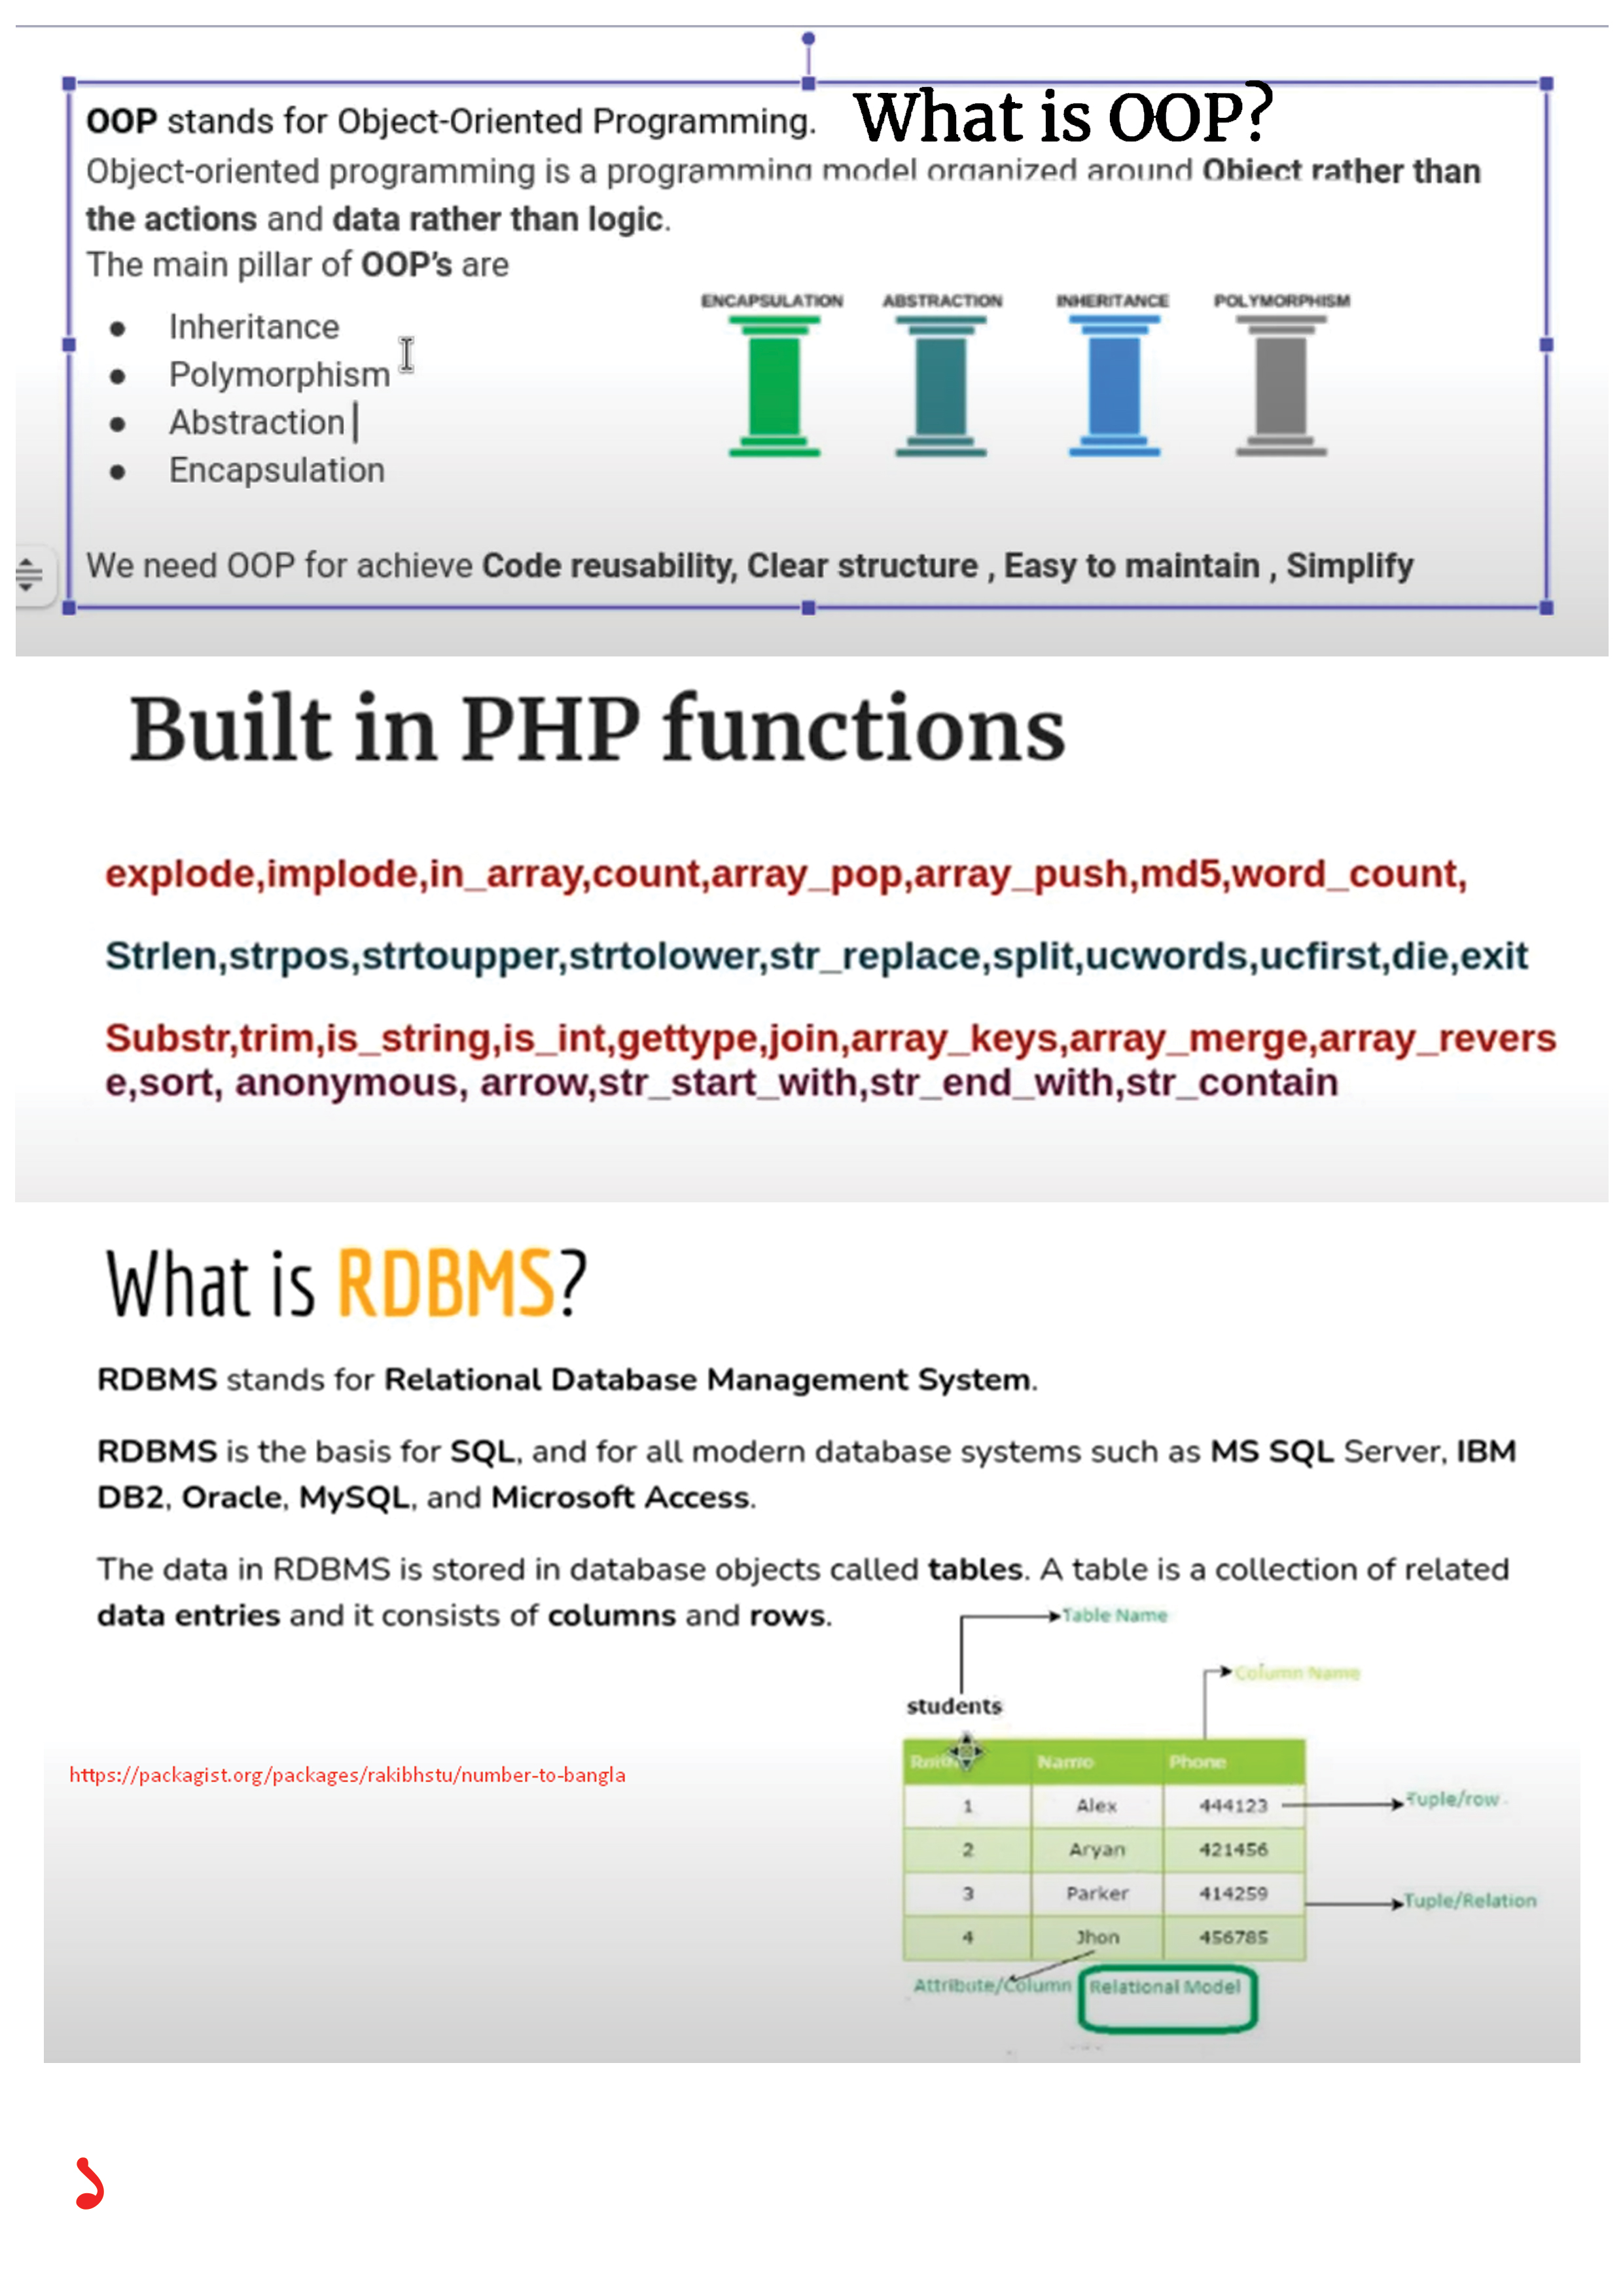 What is OOP?
OOP stands for Object-Oriented Programming.
Object-oriented programming is a programming model organized around Object rather than
the actions and data rather than logic.
The main pillar of OOP's are
● Inheritance
● Polymorphism
● Abstraction
● Encapsulation
ENCAPSULATION ABSTRACTION INHERITANCE POLYMORPHISM
We need OOP for achieve Code reusability, Clear structure , Easy to maintain , Simplify
Built in PHP functions
explode,implode,in_array,count,array_pop,array_push,md5,word_count,
Strlen,strpos,strtoupper,strtolower,str_replace,split,ucwords,ucfirst,die,exit
Substr,trim,is_string,is_int,gettype,join,array_keys,array_merge,array_revers
e,sort, anonymous, arrow,str_start_with,str_end_with,str_contain
What is RDBMS?
RDBMS stands for Relational Database Management System.
RDBMS is the basis for SQL, and for all modern database systems such as MS SQL Server, IBM
DB2, Oracle, MySQL, and Microsoft Access.
The data in RDBMS is stored in database objects called tables. A table is a collection of related
data entries and it consists of columns and rows.
Table Name
Column Name
students
Name Phone
1 Alex 444123
Tuple/row
2 Aryan 421456
3 Parker 414259
Tuple/Relation
4 Jhon 456785
Attribute/Column
Relational Model
https://packagist.org/packages/rakibhstu/number-to-bangla
১